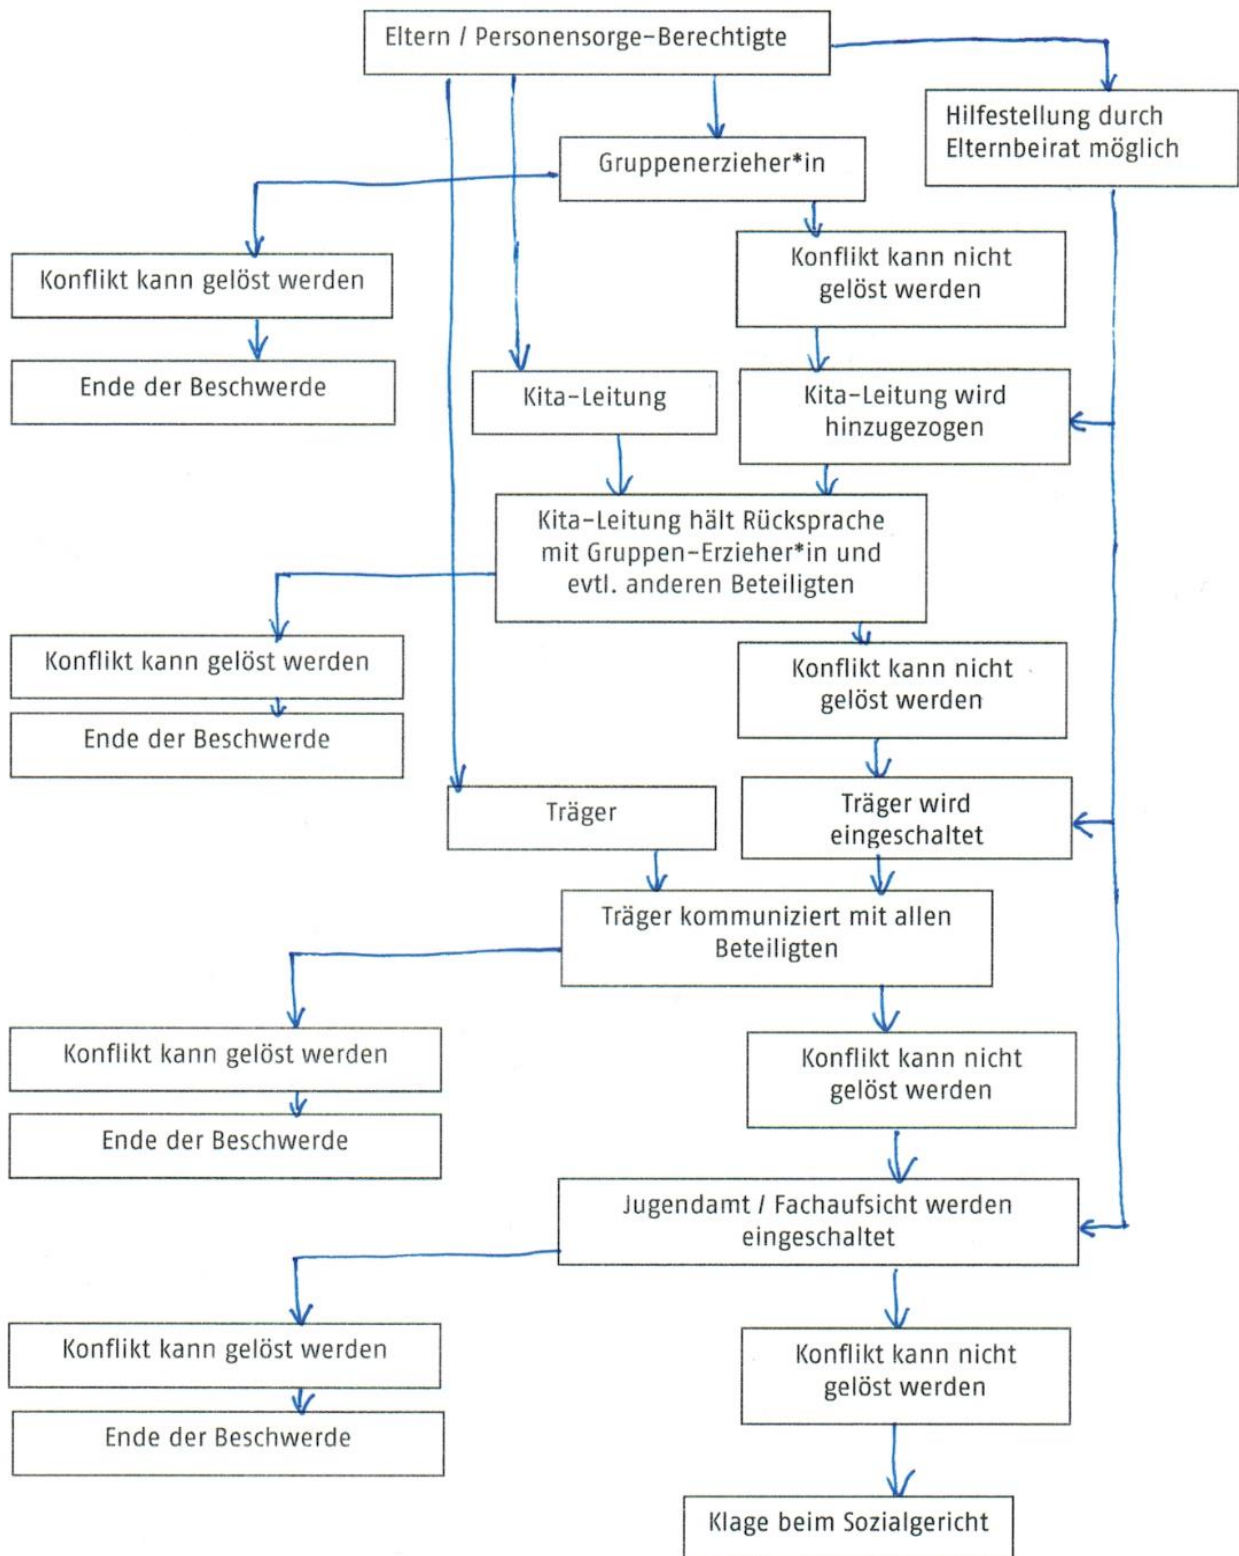 Eltern / Personensorge-Berechtigte
Hilfestellung durch
Elternbeirat möglich
Gruppenerzieher*in
Konflikt kann gelöst werden
Konflikt kann nicht
gelöst werden
Ende der Beschwerde
Kita-Leitung
Kita-Leitung wird
hinzugezogen
Kita-Leitung hält Rücksprache
mit Gruppen-Erzieher*in und
evtl. anderen Beteiligten
Konflikt kann gelöst werden
Konflikt kann nicht
gelöst werden
Ende der Beschwerde
Träger
Träger wird
eingeschaltet
Träger kommuniziert mit allen
Beteiligten
Konflikt kann gelöst werden
Konflikt kann nicht
gelöst werden
Ende der Beschwerde
Jugendamt / Fachaufsicht werden
eingeschaltet
Konflikt kann gelöst werden
Konflikt kann nicht
gelöst werden
Ende der Beschwerde
Klage beim Sozialgericht